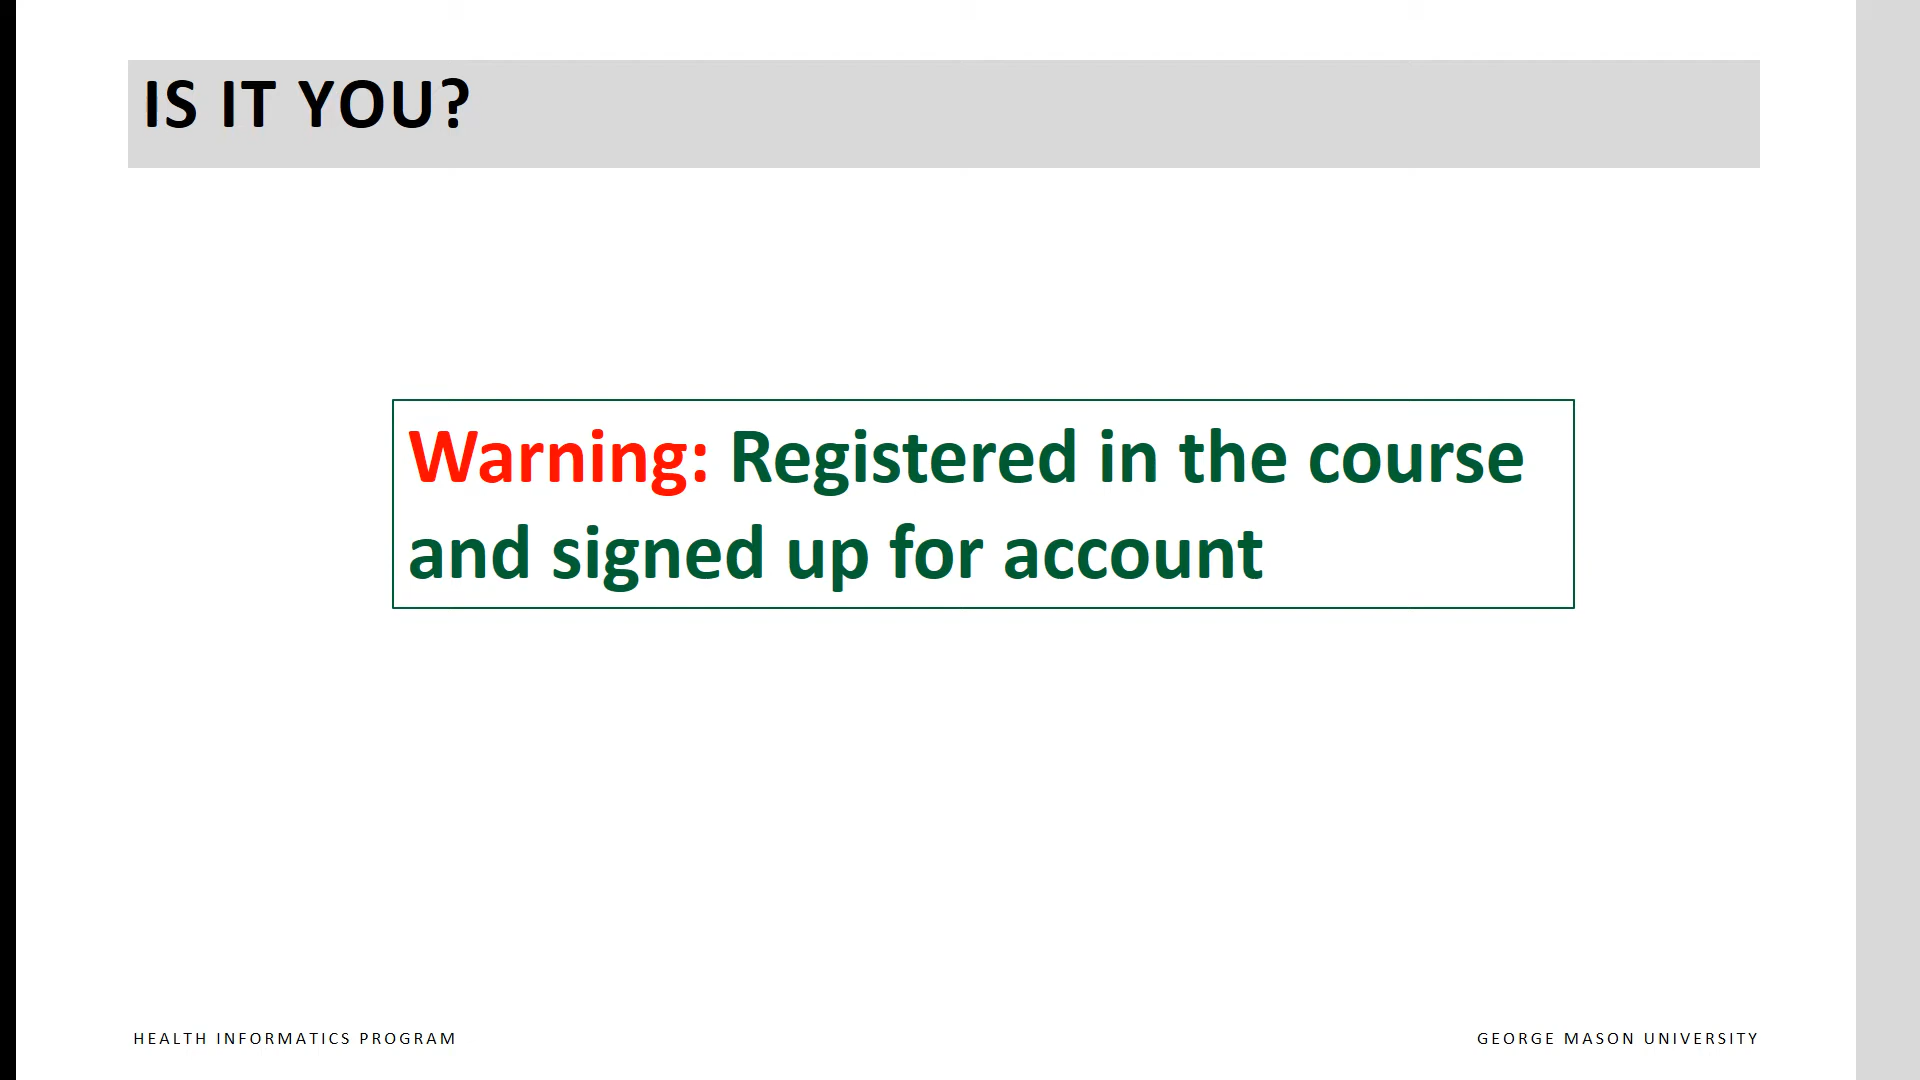 IS IT YOU?
Warning: Registered in the course
and signed up for account
HEALTH INFORMATICS PROGRAM
GEORGE MASON UNIVERSITY